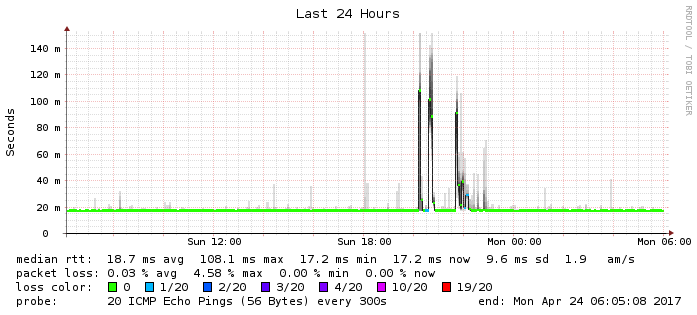 Last 24 Hours
RRDTOOL / TOBI OETIKER
Seconds
140 m
120 m
100 m
80 m
60 m
40 m
20 m
0
Sun 12:00 Sun 18:00 Mon 00:00 Mon 06:00
median rtt: 18.7 ms avg 108.1 ms max 17.2 ms min 17.2 ms now 9.6 ms sd 1.9 am/s
packet loss: 0.03 % avg 4.58 % max 0.00 % min 0.00 % now
loss color: 0 1/20 2/20 3/20 4/20 10/20 19/20
probe: 20 ICMP Echo Pings (56 Bytes) every 300s end: Mon Apr 24 06:05:08 2017